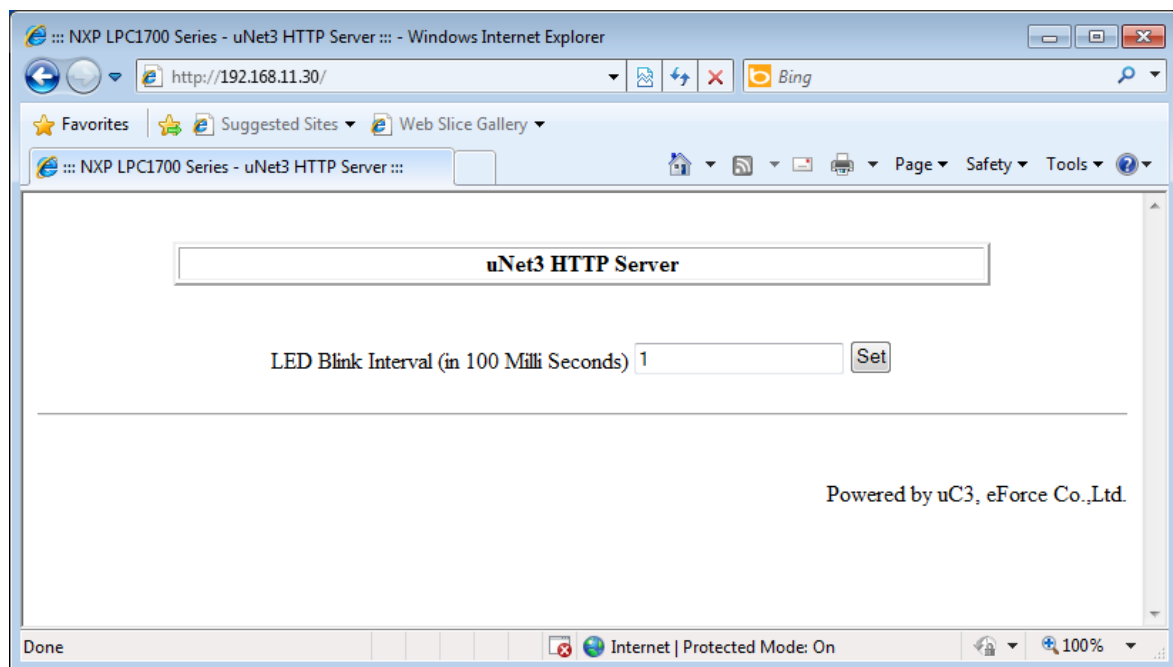 ::: NXP LPC1700 Series - uNet3 HTTP Server ::: - Windows Internet Explorer
http://192.168.11.30/ Bing
Favorites Suggested Sites Web Slice Gallery
::: NXP LPC1700 Series - uNet3 HTTP Server ::: Page Safety Tools
uNet3 HTTP Server
LED Blink Interval (in 100 Milli Seconds) 1 Set
Powered by uC3, eForce Co.,Ltd.
Done Internet | Protected Mode: On 100%